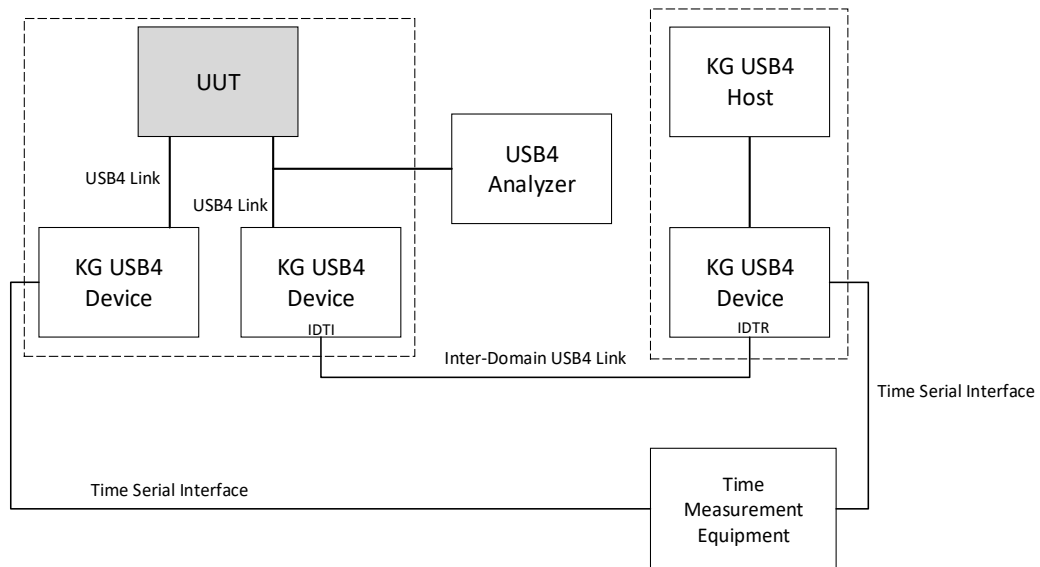 UUT
KG USB4
Host
USB4
Analyzer
USB4 Link
USB4 Link
KG USB4
Device
KG USB4
Device
IDTI
KG USB4
Device
IDTR
Inter-Domain USB4 Link
Time Serial Interface
Time Serial Interface
Time
Measurement
Equipment